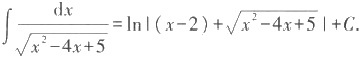 ∫ dx/√(x²−4x+5) = ln|(x−2)+√(x²−4x+5)|+C.